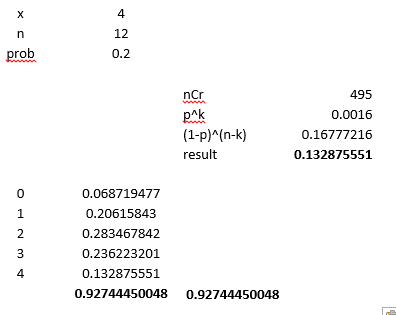 x 4
n 12
prob 0.2
nCr 495
p^k 0.0016
(1-p)^(n-k) 0.16777216
result 0.132875551
0 0.068719477
1 0.20615843
2 0.283467842
3 0.236223201
4 0.132875551
0.92744450048 0.92744450048